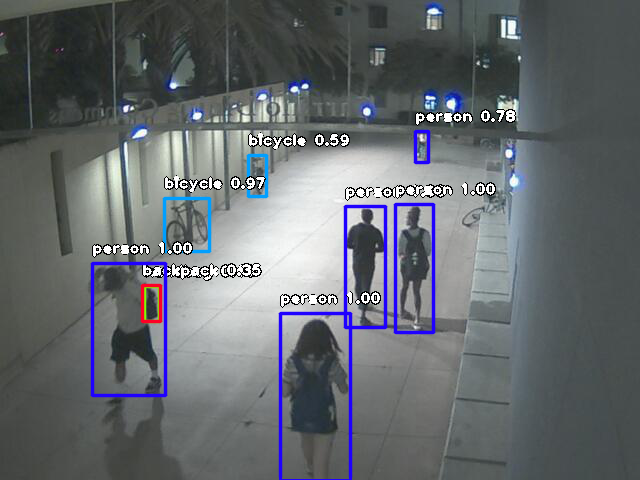 person 0.78
bicycle 0.59
bicycle 0.97
person 1.00
person 1.00
backpack 0.35
person 1.00